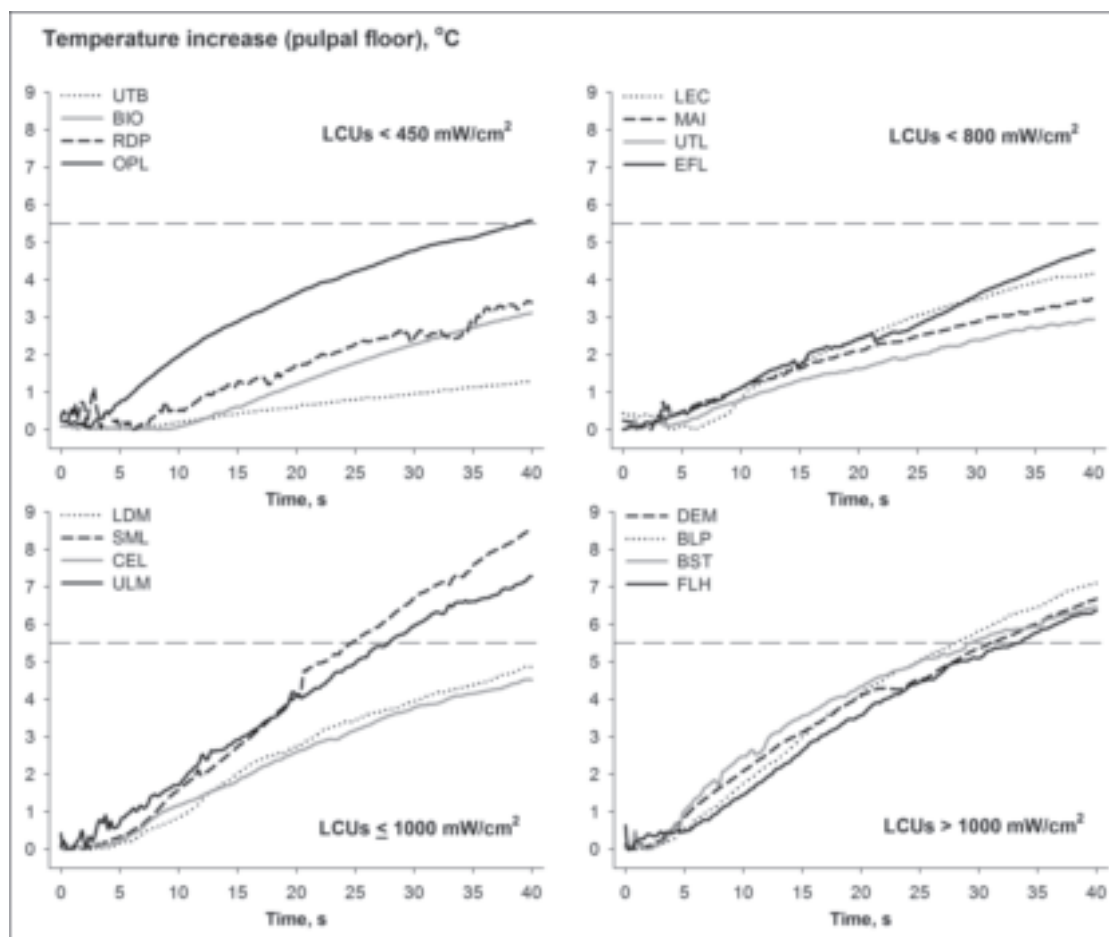 Temperature increase (pulpal floor), °C
9
8
7
6
5
4
3
2
1
0
UTB
BIO
RDP
OPL
LCUs < 450 mW/cm²
0 5 10 15 20 25 30 35 40
Time, s
9
8
7
6
5
4
3
2
1
0
LEC
MAI
UTL
EFL
LCUs < 800 mW/cm²
0 5 10 15 20 25 30 35 40
Time, s
9
8
7
6
5
4
3
2
1
0
LDM
SML
CEL
ULM
LCUs ≤ 1000 mW/cm²
0 5 10 15 20 25 30 35 40
Time, s
9
8
7
6
5
4
3
2
1
0
DEM
BLP
BST
FLH
LCUs > 1000 mW/cm²
0 5 10 15 20 25 30 35 40
Time, s